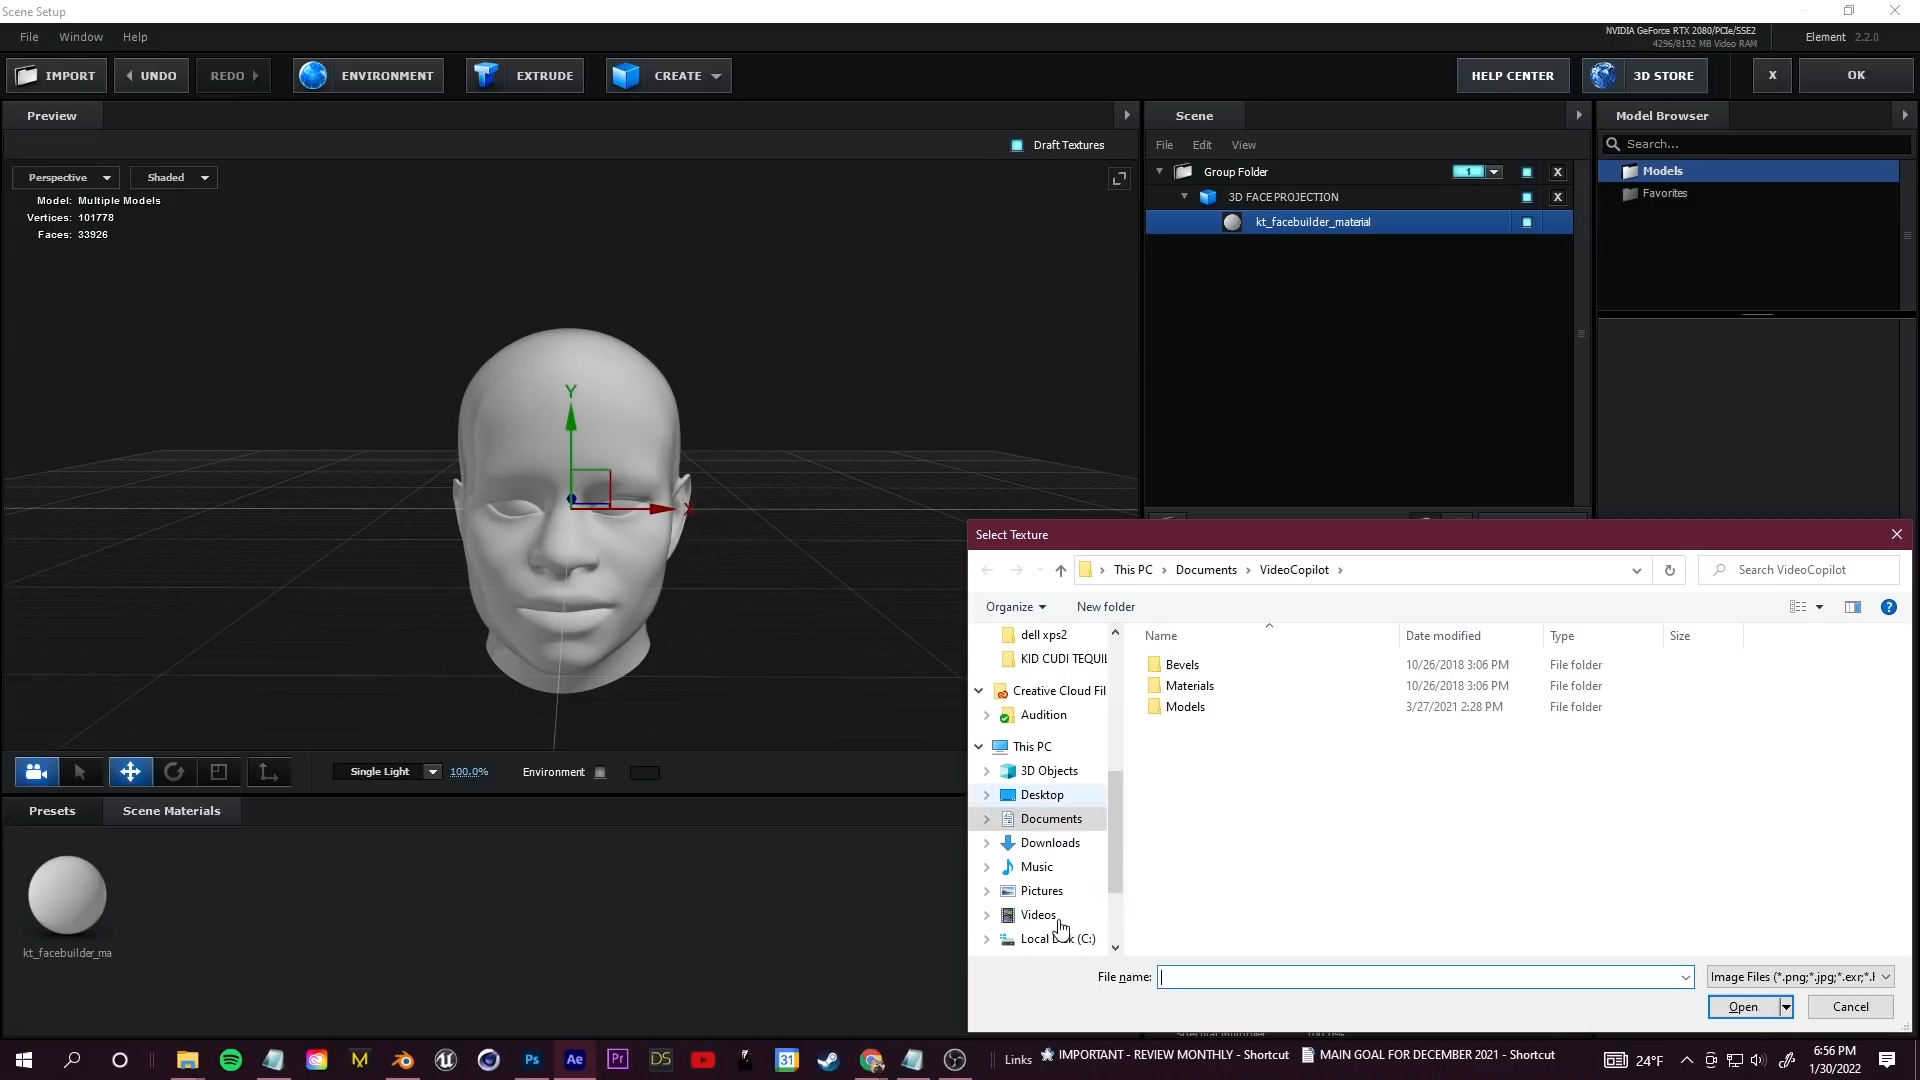 Scene Setup
File Window Help
NVIDIA GeForce RTX 2080/PCIe/SSE2
4296/8192 MB Video RAM
Element 2.2.0
IMPORT UNDO REDO ENVIRONMENT EXTRUDE CREATE HELP CENTER 3D STORE X OK
Preview
Draft Textures
Perspective Shaded
Model: Multiple Models
Vertices: 101778
Faces: 33926
Y
X
Scene
File Edit View
Group Folder 1 X
3D FACE PROJECTION X
kt_facebuilder_material
Model Browser
Search...
Models
Favorites
Single Light 100.0% Environment
Presets Scene Materials
kt_facebuilder_ma
Select Texture
This PC Documents VideoCopilot
Search VideoCopilot
Organize New folder
dell xps2
KID CUDI TEQUIL
Creative Cloud Fil
Audition
This PC
3D Objects
Desktop
Documents
Downloads
Music
Pictures
Videos
Local (C:)
Name Date modified Type Size
Bevels 10/26/2018 3:06 PM File folder
Materials 10/26/2018 3:06 PM File folder
Models 3/27/2021 2:28 PM File folder
File name:
Image Files (*.png;*.jpg;*.exr;*.
Open Cancel
Ps Ae Pr DS 31
Links IMPORTANT - REVIEW MONTHLY - Shortcut MAIN GOAL FOR DECEMBER 2021 - Shortcut
24°F
6:56 PM
1/30/2022